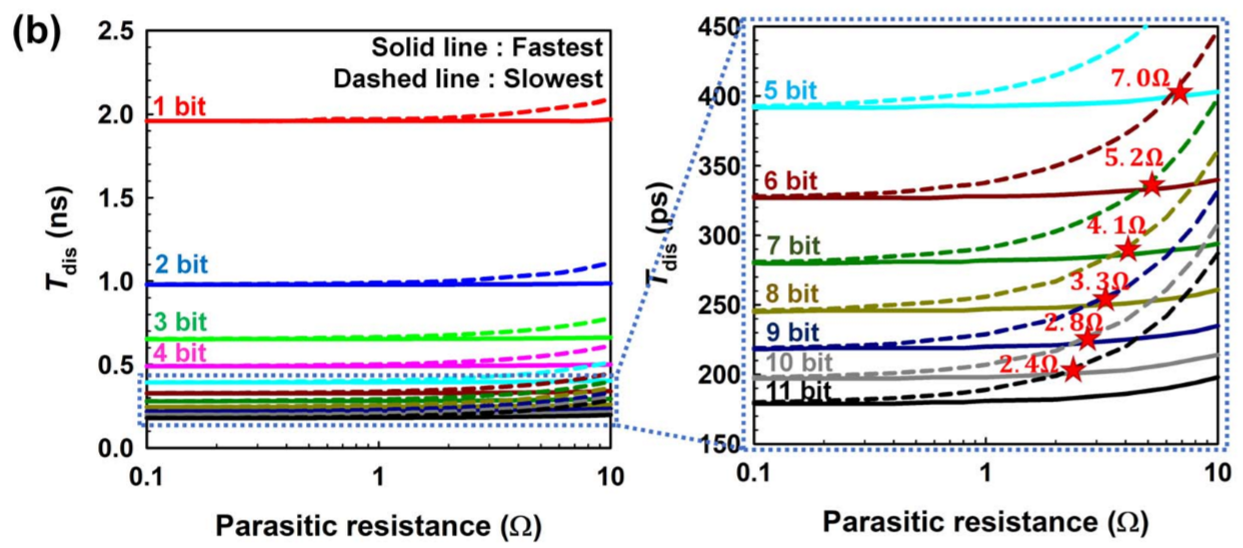 (b)
Solid line : Fastest
Dashed line : Slowest
2.5
2.0
1.5
1.0
0.5
0.0
T_dis (ns)
1 bit
2 bit
3 bit
4 bit
0.1
1
10
Parasitic resistance (Ω)
450
400
350
300
250
200
150
T_dis (ps)
5 bit
6 bit
7 bit
8 bit
9 bit
10 bit
11 bit
7.0Ω
5.2Ω
4.1Ω
3.3Ω
2.8Ω
2.4Ω
0.1
1
10
Parasitic resistance (Ω)